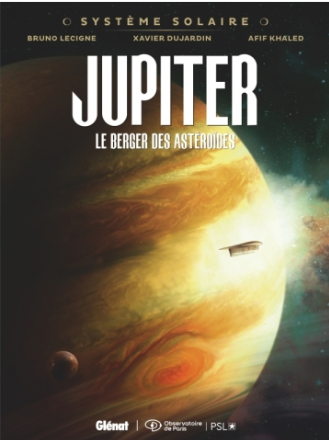 SYSTÈME SOLAIRE
BRUNO LECIGNE XAVIER DUJARDIN AFIF KHALED
JUPITER
LE BERGER DES ASTÉROÏDES
Glénat Observatoire de Paris PSL